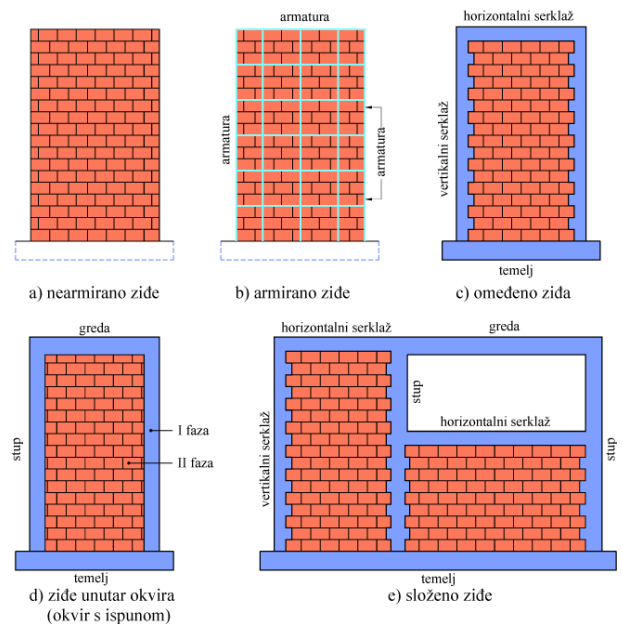 armatura
armatura
armatura
a) nearmirano ziđe
b) armirano ziđe
horizontalni serklaž
vertikalni serklaž
temelj
c) omeđeno ziđa
greda
stup
I faza
II faza
temelj
d) ziđe unutar okvira
(okvir s ispunom)
horizontalni serklaž
greda
vertikalni serklaž
stup
horizontalni serklaž
stup
temelj
e) složeno ziđe